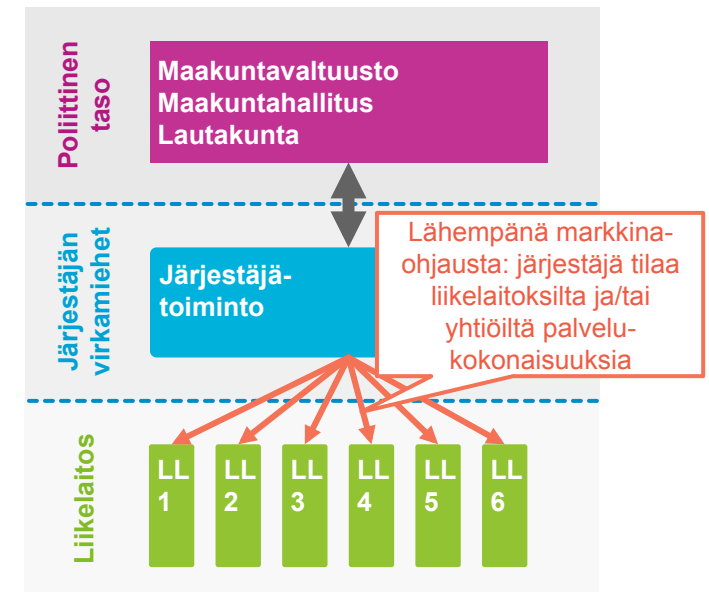 Poliittinen
taso
Maakuntavaltuusto
Maakuntahallitus
Lautakunta
Järjestäjän
virkamiehet
Järjestäjä-
toiminto
Lähempänä markkina-
ohjausta: järjestäjä tilaa
liikelaitoksilta ja/tai
yhtiöiltä palvelu-
kokonaisuuksia
Liikelaitos
LL
1
LL
2
LL
3
LL
4
LL
5
LL
6